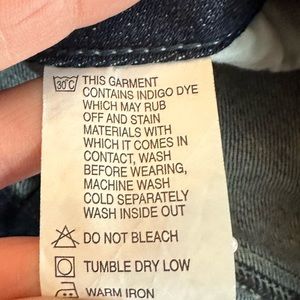 30°C THIS GARMENT
CONTAINS INDIGO DYE
WHICH MAY RUB
OFF AND STAIN
MATERIALS WITH
WHICH IT COMES IN
CONTACT, WASH
BEFORE WEARING,
MACHINE WASH
COLD SEPARATELY
WASH INSIDE OUT
DO NOT BLEACH
TUMBLE DRY LOW
WARM IRON